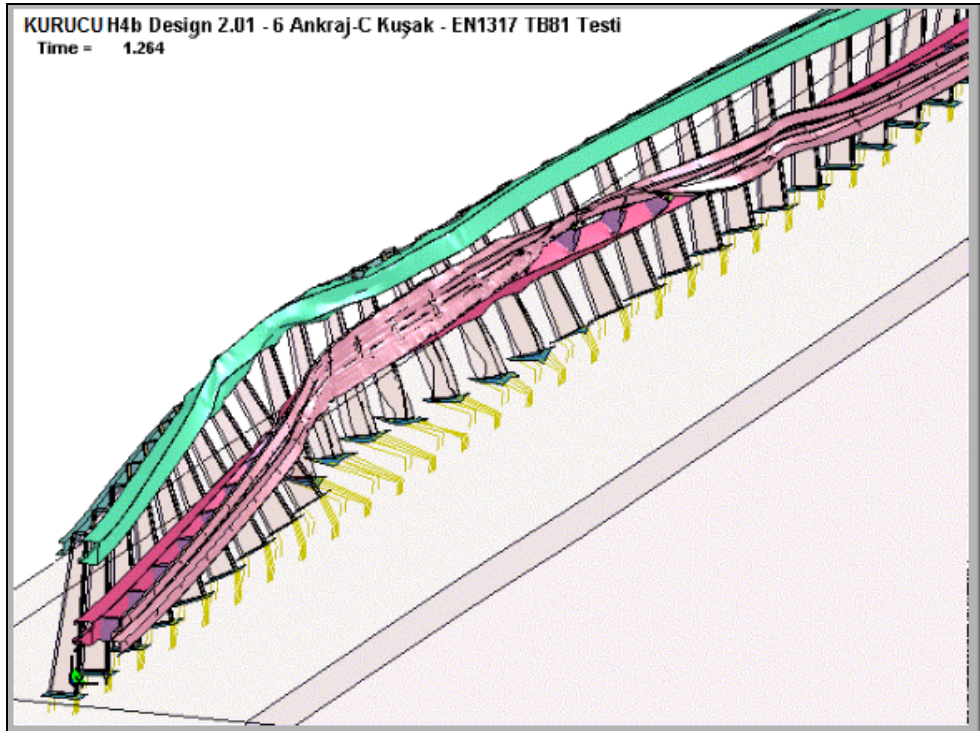 KURUCU H4b Design 2.01 - 6 Ankraj-C Kuşak - EN1317 TB81 Testi
Time = 1.264